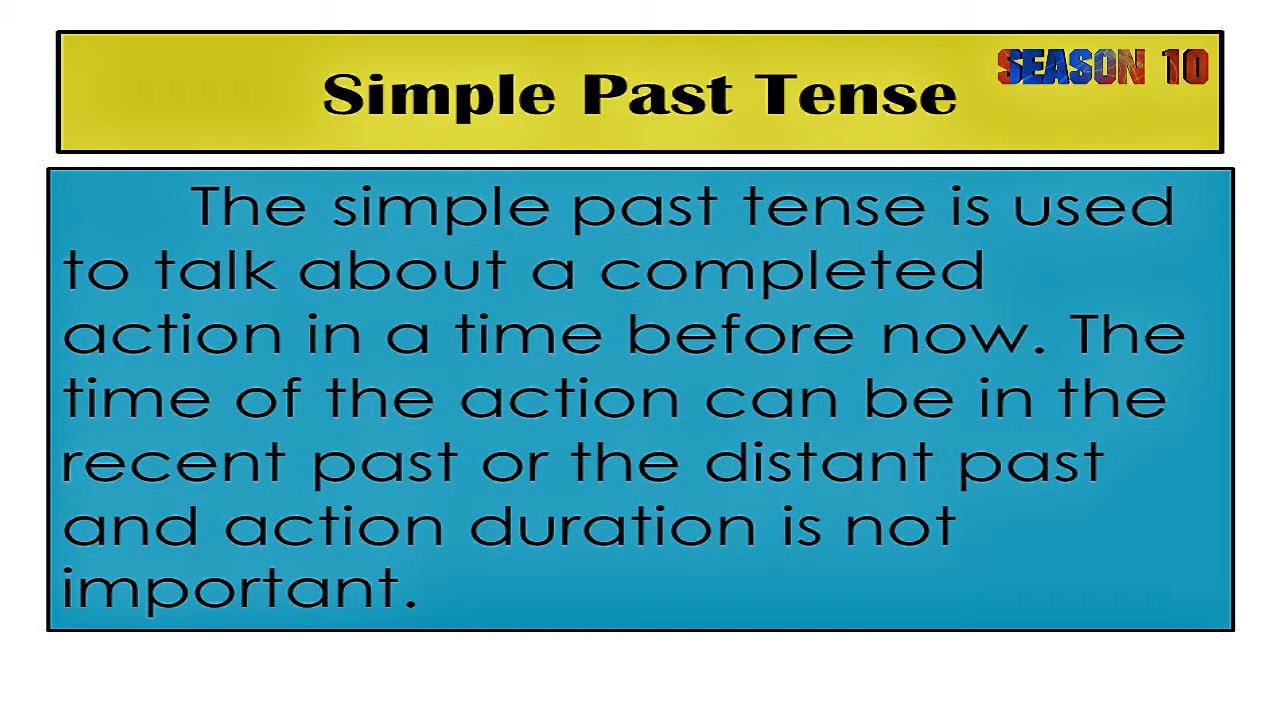 SEASON 10
Simple Past Tense
The simple past tense is used
to talk about a completed
action in a time before now. The
time of the action can be in the
recent past or the distant past
and action duration is not
important.